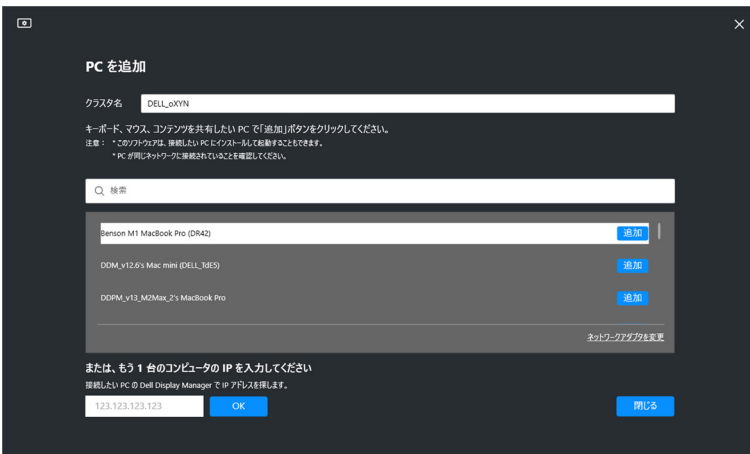 PC を追加
クラスタ名 DELL_oXYN
キーボード、マウス、コンテンツを共有したい PC で「追加」ボタンをクリックしてください。
注意： *このソフトウェアは、接続したい PC にインストールして起動することもできます。
*PC が同じネットワークに接続されていることを確認してください。
検索
Benson M1 MacBook Pro (DR42) 追加
DDM_v12.6's Mac mini (DELL_TdE5) 追加
DDPM_v13_M2Max_2's MacBook Pro 追加
ネットワークアダプタを変更
または、もう 1 台のコンピュータの IP を入力してください
接続したい PC の Dell Display Manager で IP アドレスを探します。
123.123.123.123 OK 閉じる